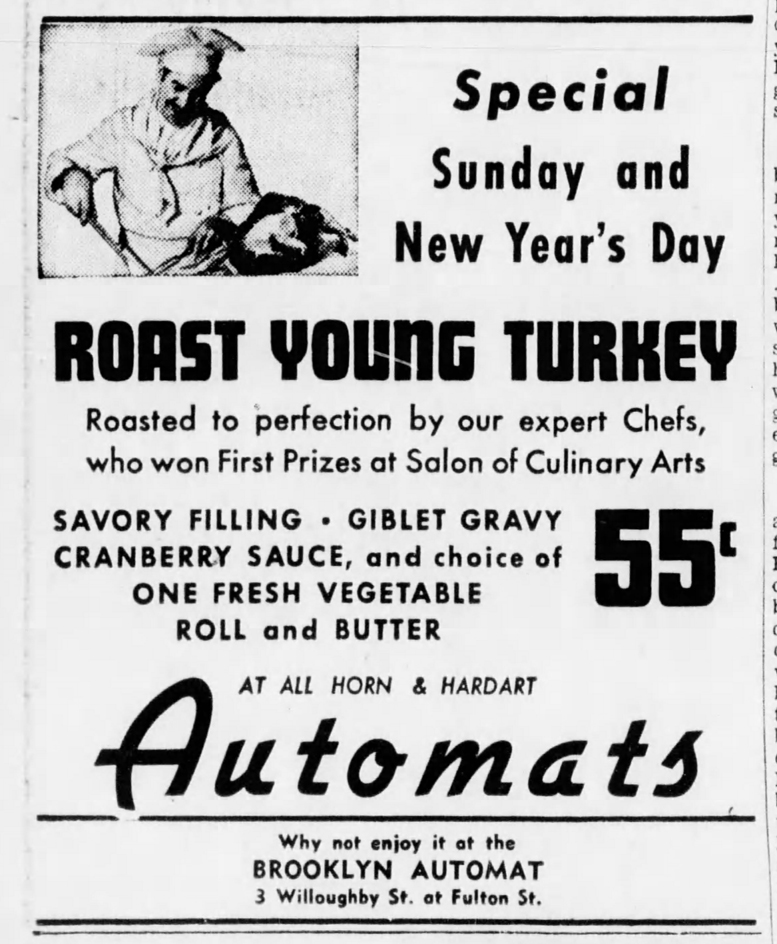 Special
Sunday and
New Year's Day
ROAST YOUNG TURKEY
Roasted to perfection by our expert Chefs,
who won First Prizes at Salon of Culinary Arts
SAVORY FILLING • GIBLET GRAVY
CRANBERRY SAUCE, and choice of
ONE FRESH VEGETABLE
ROLL and BUTTER
55c
AT ALL HORN & HARDART
Automats
Why not enjoy it at the
BROOKLYN AUTOMAT
3 Willoughby St. at Fulton St.